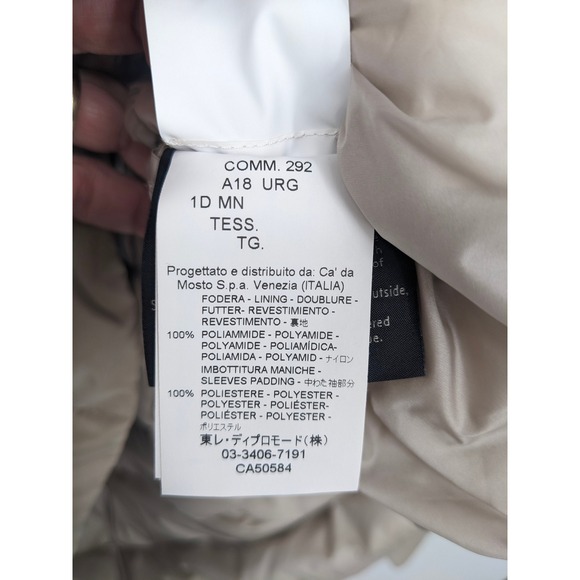 COMM. 292
A18 URG
1D MN
TESS.
TG.
Progettato e distribuito da: Ca' da
Mosto S.p.a. Venezia (ITALIA)
FODERA - LINING - DOUBLURE -
FUTTER- REVESTIMIENTO -
REVESTIMENTO - 裏地
100% POLIAMMIDE - POLYAMIDE -
POLYAMIDE - POLIAMÍDICA-
POLIAMIDA - POLYAMID - ナイロン
IMBOTTITURA MANICHE -
SLEEVES PADDING - 中わた袖部分
100% POLIESTERE - POLYESTER -
POLYESTER - POLIÉSTER-
POLIÉSTER - POLYESTER -
ポリエステル
東レ・ディプロモード(株)
03-3406-7191
CA50584
of
outside,